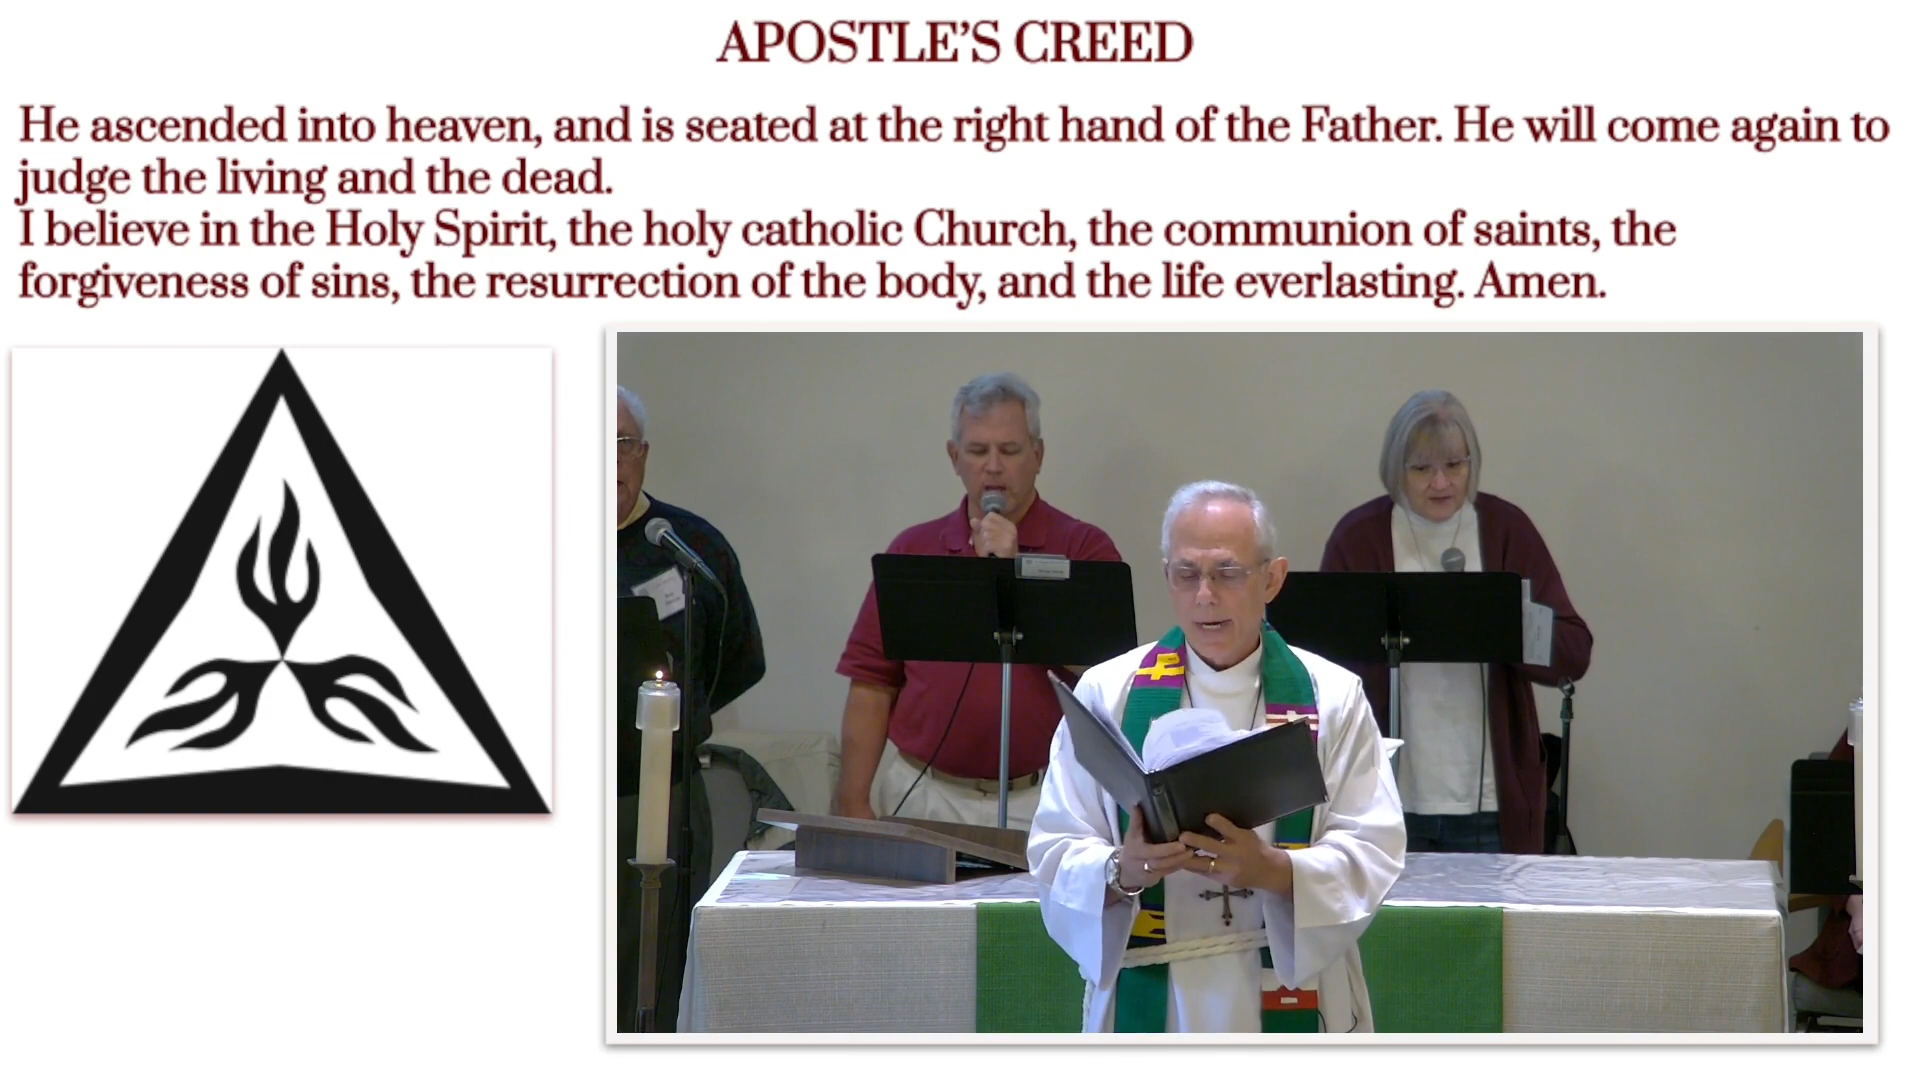 APOSTLE’S CREED
He ascended into heaven, and is seated at the right hand of the Father. He will come again to
judge the living and the dead.
I believe in the Holy Spirit, the holy catholic Church, the communion of saints, the
forgiveness of sins, the resurrection of the body, and the life everlasting. Amen.